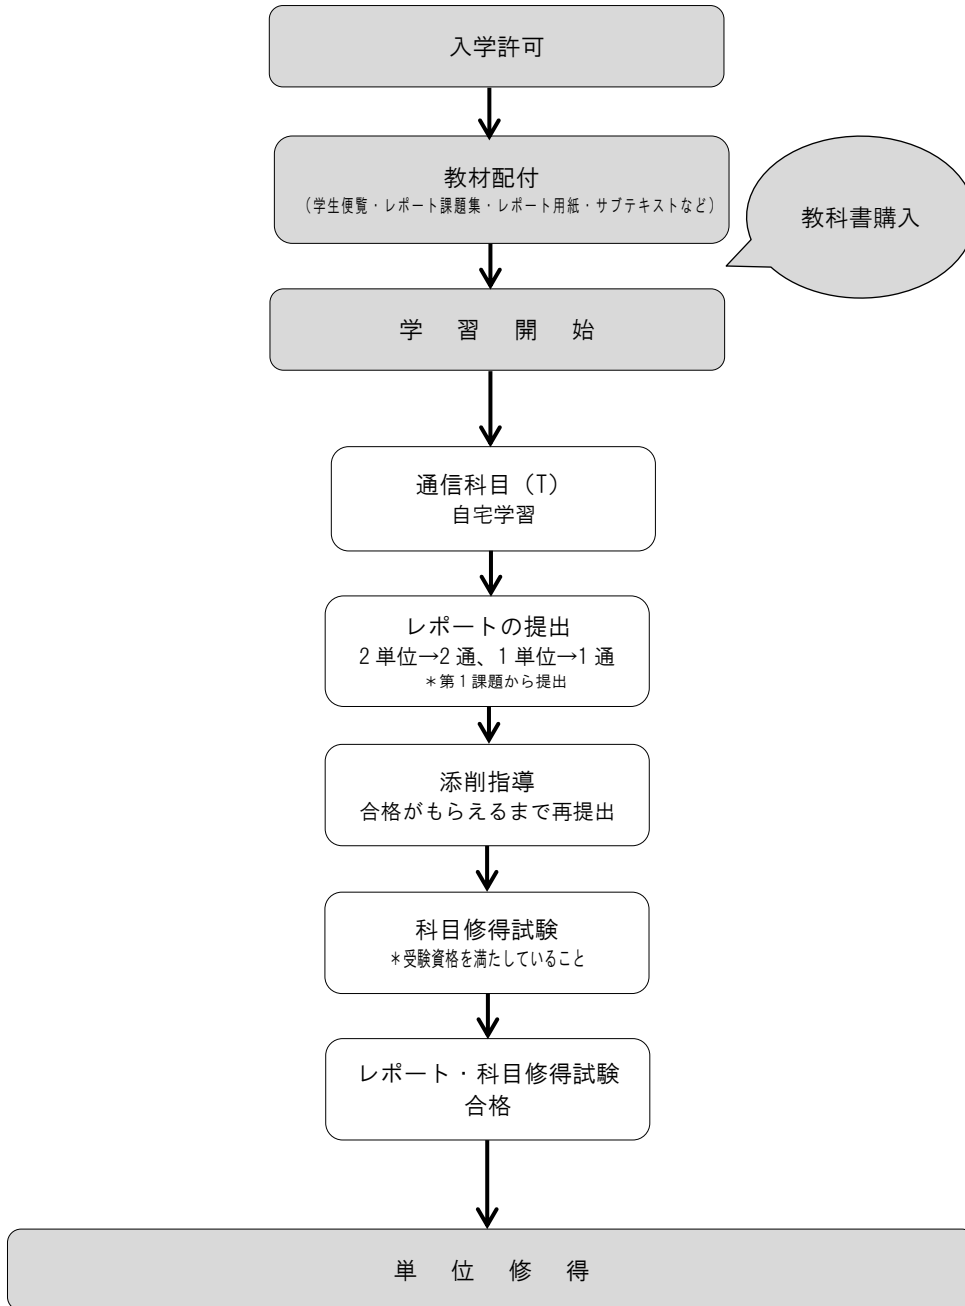 入学許可
教材配付
（学生便覧・レポート課題集・レポート用紙・サブテキストなど）
教科書購入
学　習　開　始
通信科目（T）
自宅学習
レポートの提出
2単位→2通、1単位→1通
＊第1課題から提出
添削指導
合格がもらえるまで再提出
科目修得試験
＊受験資格を満たしていること
レポート・科目修得試験
合格
単　位　修　得